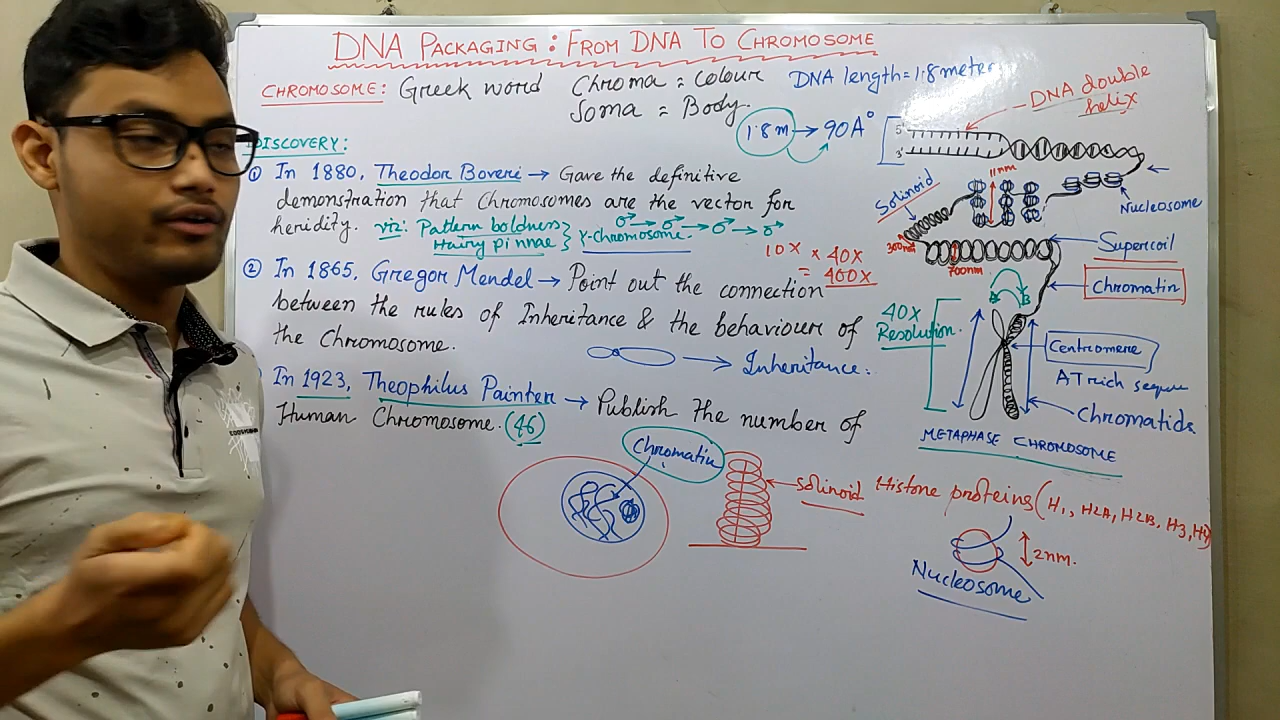 DNA PACKAGING: FROM DNA TO CHROMOSOME
CHROMOSOME: Greek word Chroma = Colour
Soma = Body.
DNA length = 1.8 meter
1.8m → 90A°
5'
3'
DNA double
helix
DISCOVERY:
① In 1880, Theodor Boveri → Gave the definitive
demonstration that Chromosomes are the vector for
heridity. viz: Pattern boldness
Hairy pinnae } Y-chromosome.
♂ → ♂ → ♂ → ♂
10X × 40X
= 400X
② In 1865, Gregor Mendel → Point out the connection
between the rules of Inheritance & the behaviour of
the Chromosome.
→ Inheritance:
In 1923, Theophilus Painter → Publish the number of
Human Chromosome. (46)
Solinoid
11nm
Nucleosome
300nm
700nm
Supercoil
Chromatin
40X
Resolution.
Centromere
AT rich seque
Chromatids
METAPHASE CHROMOSOME
Chromatin
Solinoid
Histone proteins (H1, H2A, H2B, H3, H4)
2nm.
Nucleosome